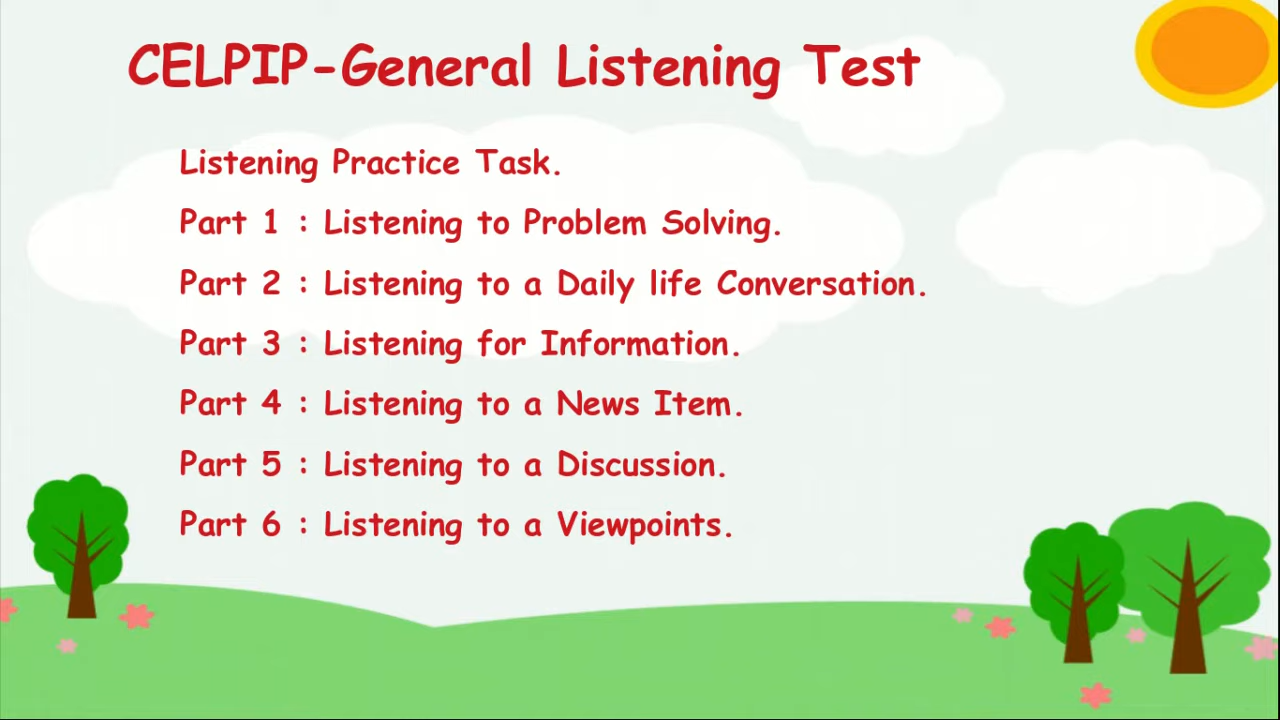 CELPIP-General Listening Test
Listening Practice Task.
Part 1 : Listening to Problem Solving.
Part 2 : Listening to a Daily life Conversation.
Part 3 : Listening for Information.
Part 4 : Listening to a News Item.
Part 5 : Listening to a Discussion.
Part 6 : Listening to a Viewpoints.